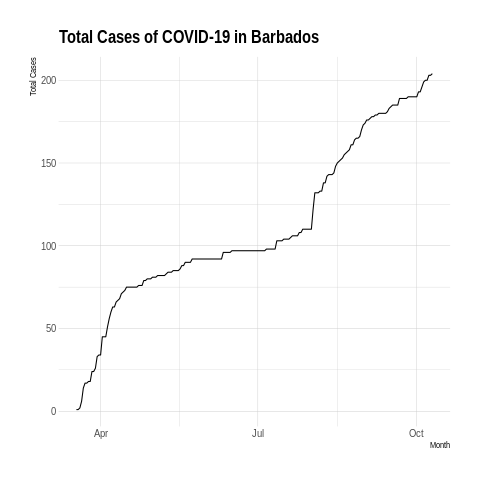 Total Cases of COVID-19 in Barbados
Total Cases
200
150
100
50
0
Apr
Jul
Oct
Month